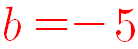 b = - 5